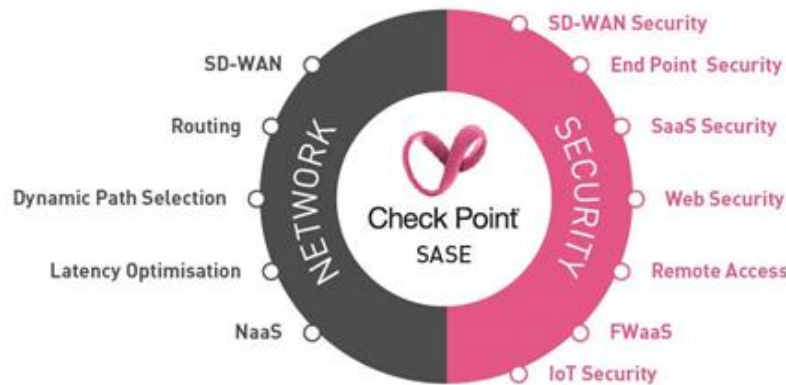 SD-WAN
Routing
Dynamic Path Selection
Latency Optimisation
NaaS
NETWORK
Check Point
SASE
SECURITY
SD-WAN Security
End Point Security
SaaS Security
Web Security
Remote Access
FWaaS
IoT Security